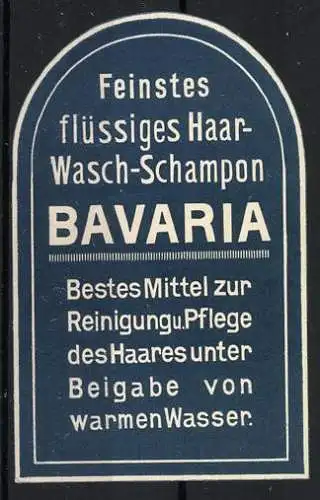 Feinstes
flüssiges Haar-
Wasch-Schampon
BAVARIA
Bestes Mittel zur
Reinigung u. Pflege
des Haares unter
Beigabe von
warmen Wasser.